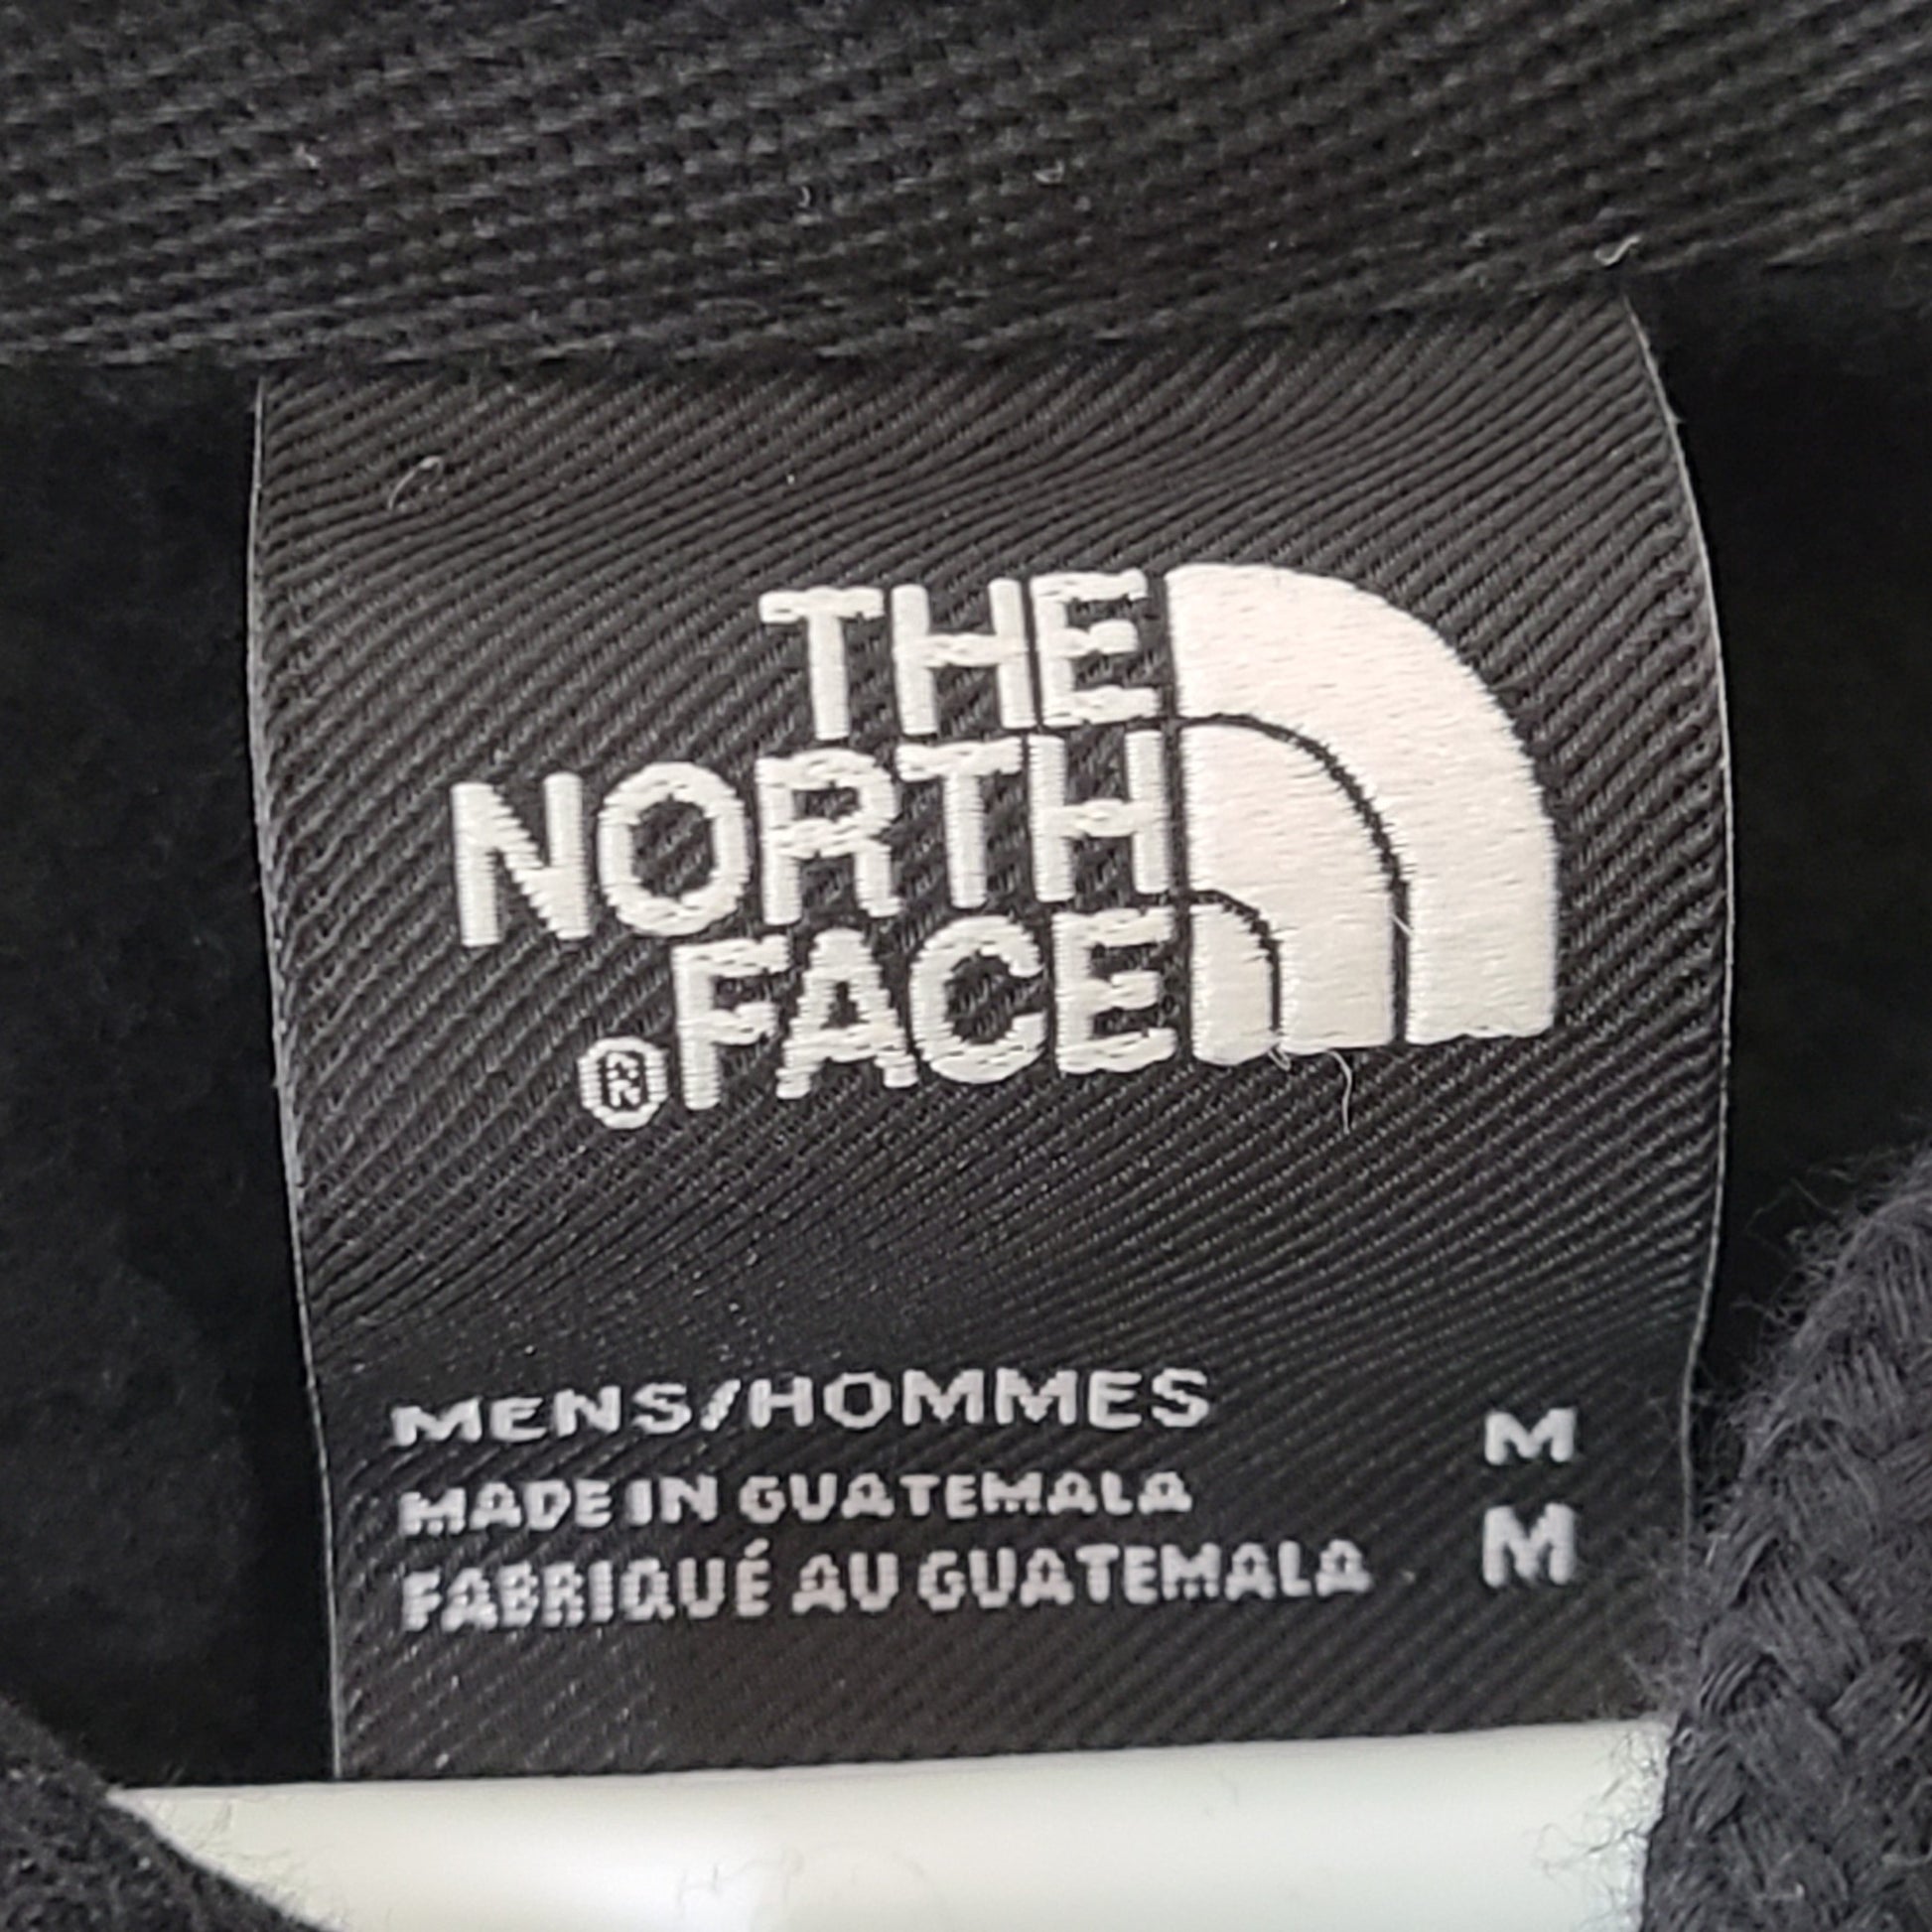 THE
NORTH
®FACE
MENS/HOMMES M
MADE IN GUATEMALA M
FABRIQUÉ AU GUATEMALA